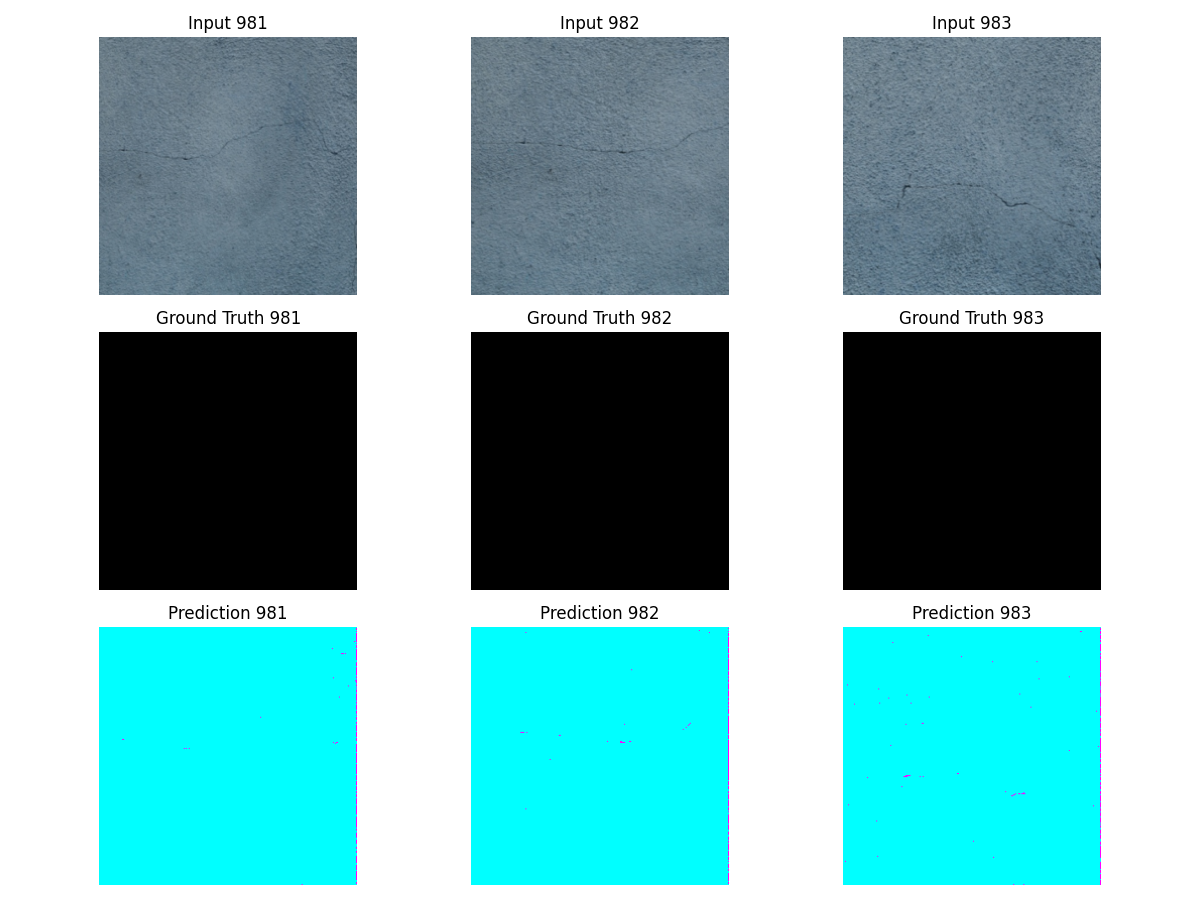 Input 981
Input 982
Input 983
Ground Truth 981
Ground Truth 982
Ground Truth 983
Prediction 981
Prediction 982
Prediction 983